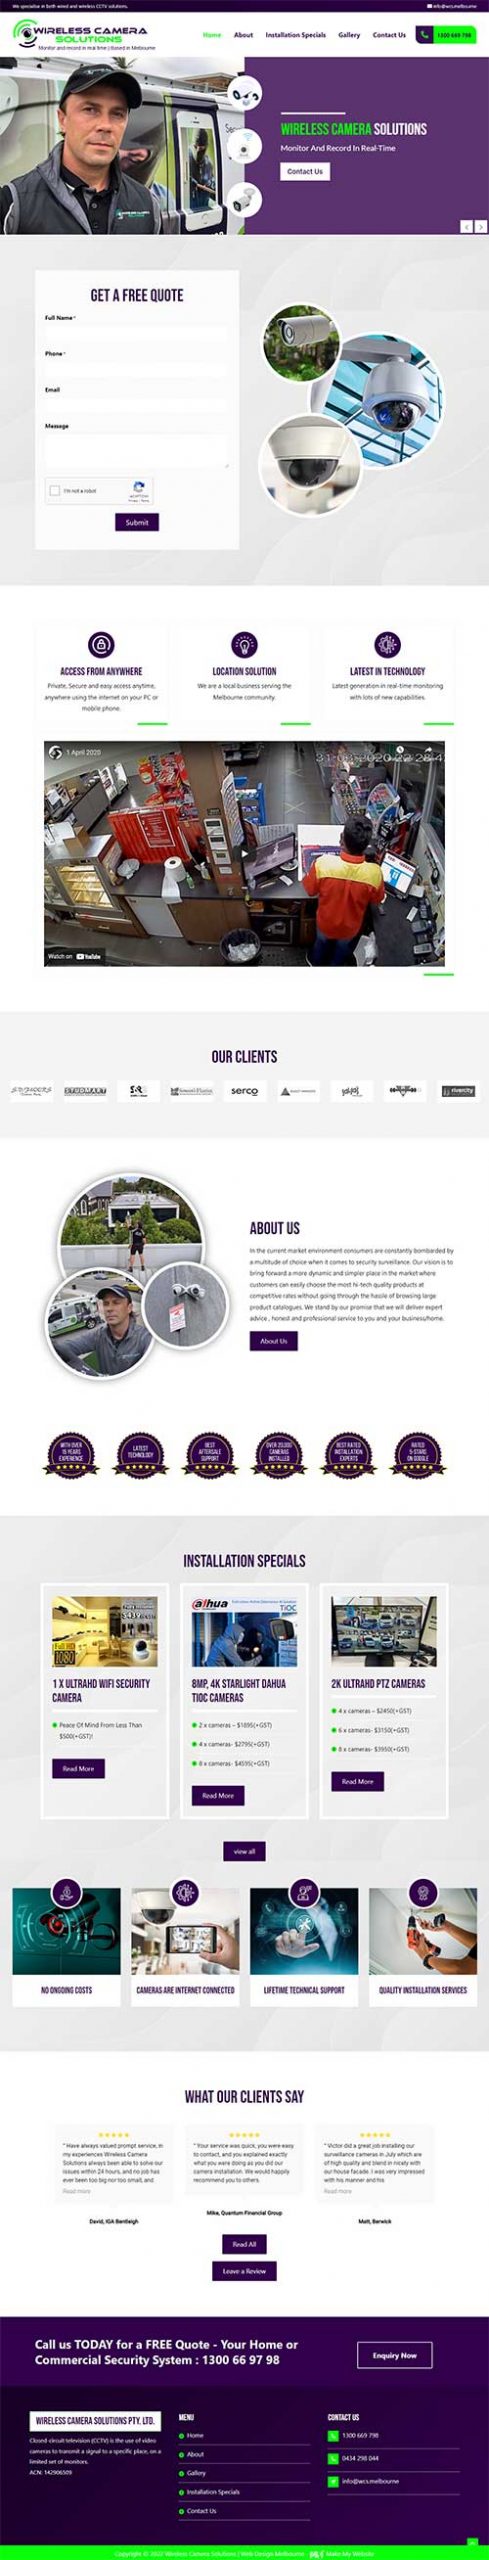 We specialise in both wired and wireless CCTV solutions.
info@wcs.melbourne
WIRELESS CAMERA
SOLUTIONS
Monitor and record in real time | Based in Melbourne
Home
About
Installation Specials
Gallery
Contact Us
1300 669 798
WIRELESS CAMERA SOLUTIONS
Monitor And Record In Real-Time
Contact Us
GET A FREE QUOTE
Full Name *
Phone *
Email
Message
I'm not a robot
reCAPTCHA
Privacy - Terms
Submit
ACCESS FROM ANYWHERE
Private, Secure and easy access anytime,
anywhere using the internet on your PC or
mobile phone.
LOCATION SOLUTION
We are a local business serving the
Melbourne community.
LATEST IN TECHNOLOGY
Latest generation in real-time monitoring
with lots of new capabilities.
1 April 2020
Watch on YouTube
OUR CLIENTS
STUDMART
serco
rivercity
ABOUT US
In the current market environment consumers are constantly bombarded by
a multitude of choice when it comes to security surveillance. Our vision is to
bring forward a more dynamic and simpler place in the market where
customers can easily choose the most hi-tech quality products at
competitive rates without going through the hassle of browsing large
product catalogues. We stand by our promise that we will deliver expert
advice , honest and professional service to you and your business/home.
About Us
WITH OVER
15 YEARS
EXPERIENCE
LATEST
TECHNOLOGY
BEST
AFTERSALE
SUPPORT
OVER 20,000
CAMERAS
INSTALLED
BEST RATED
INSTALLATION
EXPERTS
RATED
5-STARS
ON GOOGLE
INSTALLATION SPECIALS
Full HD
1080
alhua
TiOC
1 X ULTRAHD WIFI SECURITY
CAMERA
Peace Of Mind From Less Than
$500(+GST)!
Read More
8MP, 4K STARLIGHT DAHUA
TIOC CAMERAS
2 x cameras – $1895(+GST)
4 x cameras- $2795(+GST)
8 x cameras- $4595(+GST)
Read More
2K ULTRAHD PTZ CAMERAS
4 x cameras – $2450(+GST)
6 x cameras- $3150(+GST)
8 x cameras- $3950(+GST)
Read More
view all
NO ONGOING COSTS
CAMERAS ARE INTERNET CONNECTED
LIFETIME TECHNICAL SUPPORT
QUALITY INSTALLATION SERVICES
WHAT OUR CLIENTS SAY
" Have always valued prompt service, in
my experiences Wireless Camera
Solutions always been able to solve our
issues within 24 hours, and no job has
ever been too big nor too small, and
Read more
David, IGA Bentleigh
" Your service was quick, you were easy
to contact, and you explained exactly
what you were doing as you did our
camera installation. We would happily
recommend you to others.
Mike, Quantum Financial Group
" Victor did a great job installing our
surveillance cameras in July which are
of high quality and blend in nicely with
our house facade. I was very impressed
with his manner and his
Read more
Matt, Berwick
Read All
Leave a Review
Call us TODAY for a FREE Quote - Your Home or
Commercial Security System : 1300 66 97 98
Enquiry Now
WIRELESS CAMERA SOLUTIONS PTY. LTD.
Closed-circuit television (CCTV) is the use of video
cameras to transmit a signal to a specific place, on a
limited set of monitors.
ACN: 142906509
MENU
Home
About
Gallery
Installation Specials
Contact Us
CONTACT US
1300 669 798
0434 298 044
info@wcs.melbourne
Copyright © 2022 Wireless Camera Solutions | Web Design Melbourne Make My Website